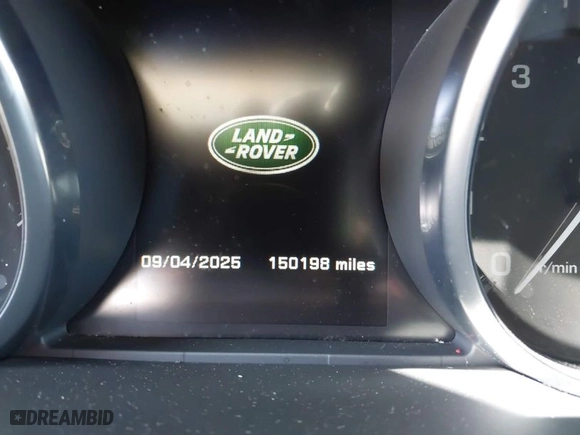 3
LAND
ROVER
09/04/2025 150198 miles
0
r/min
DREAMBID